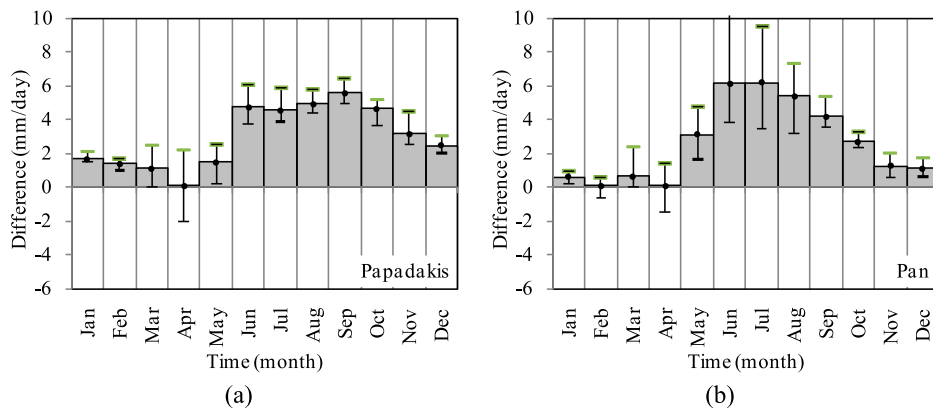 Difference (mm/day)
10
8
6
4
2
0
-2
-4
-6
Papadakis
Jan
Feb
Mar
Apr
May
Jun
Jul
Aug
Sep
Oct
Nov
Dec
Time (month)
(a)
Difference (mm/day)
10
8
6
4
2
0
-2
-4
-6
Pan
Jan
Feb
Mar
Apr
May
Jun
Jul
Aug
Sep
Oct
Nov
Dec
Time (month)
(b)